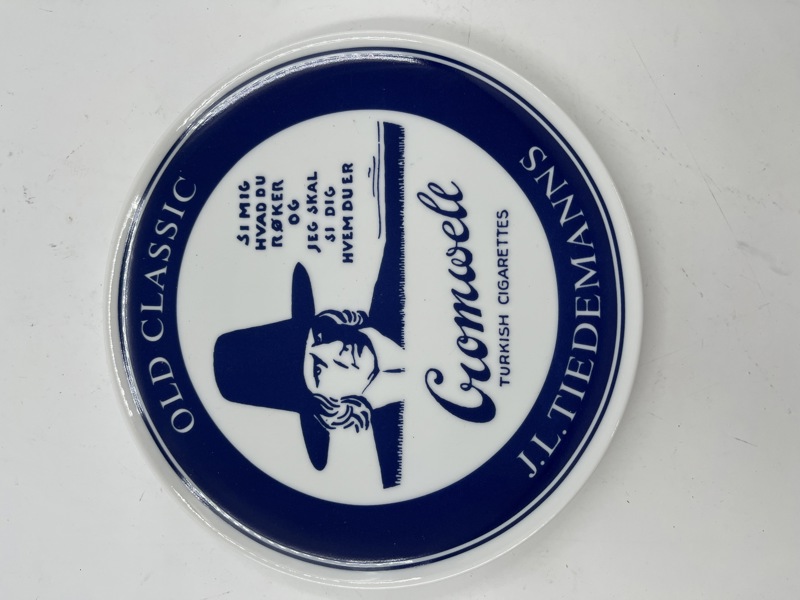 OLD CLASSIC
SI MIG
HVAD DU
RØKER
OG
JEG SKAL
SI DIG
HVEM DU ER
Cromwell
TURKISH CIGARETTES
J.L. TIEDEMANNS